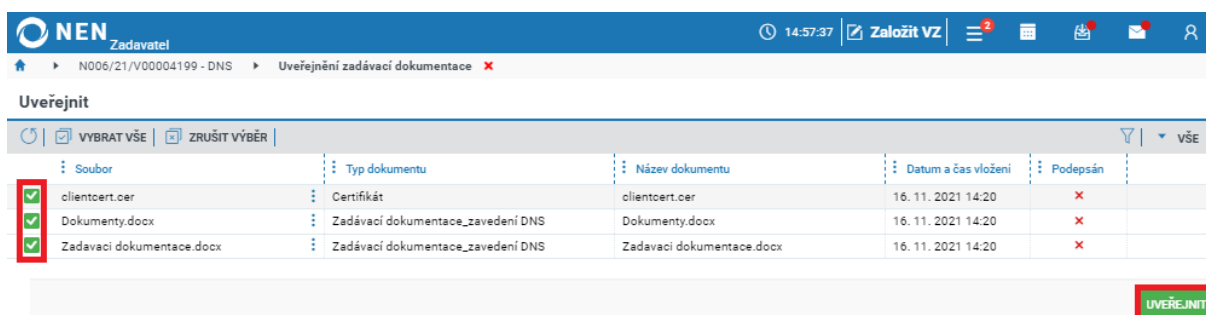 NEN Zadavatel 14:57:37 Založit VZ 2
N006/21/V00004199 - DNS Uveřejnění zadávací dokumentace
Uveřejnit
VYBRAT VŠE ZRUŠIT VÝBĚR VŠE
Soubor Typ dokumentu Název dokumentu Datum a čas vložení Podepsán
clientcert.cer Certifikát clientcert.cer 16. 11. 2021 14:20
Dokumenty.docx Zadávací dokumentace_zavedení DNS Dokumenty.docx 16. 11. 2021 14:20
Zadavaci dokumentace.docx Zadávací dokumentace_zavedení DNS Zadavaci dokumentace.docx 16. 11. 2021 14:20
UVEŘEJNIT